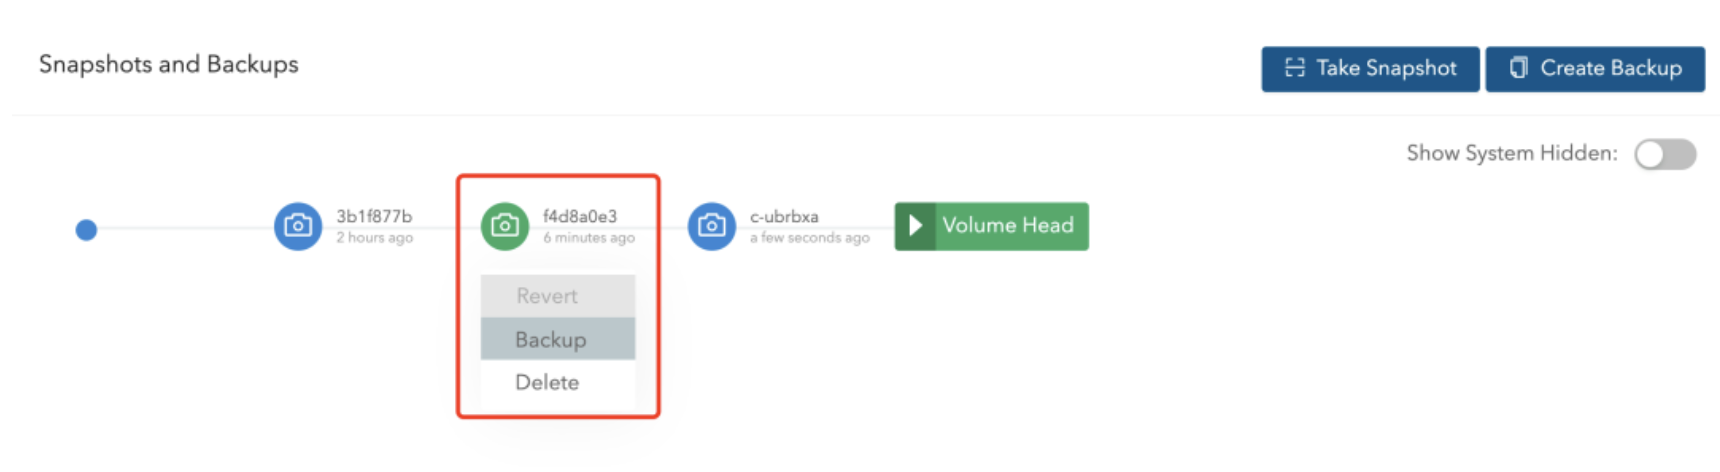 Snapshots and Backups
Take Snapshot
Create Backup
Show System Hidden:
3b1f877b
2 hours ago
f4d8a0e3
6 minutes ago
c-ubrbxa
a few seconds ago
Volume Head
Revert
Backup
Delete